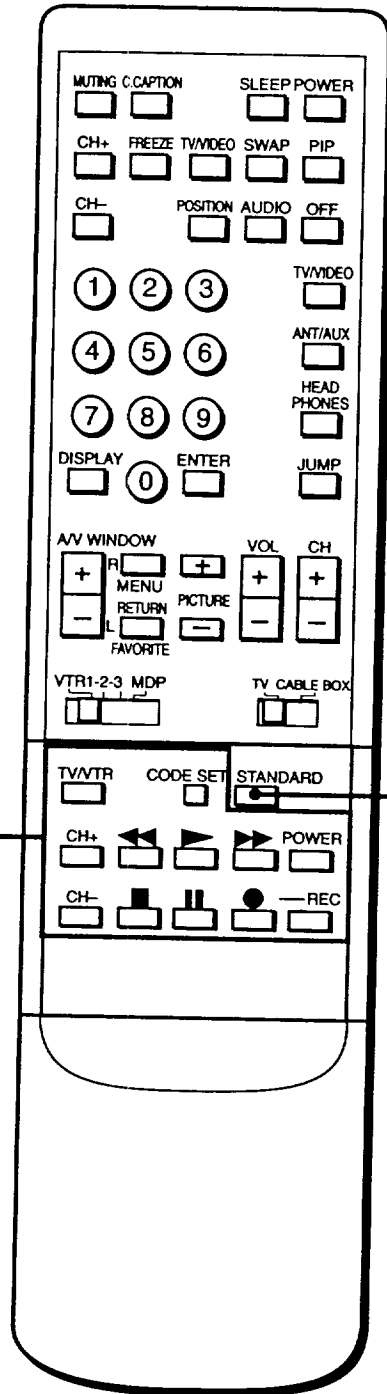 MUTING C.CAPTION SLEEP POWER
CH+ FREEZE TV/VIDEO SWAP PIP
CH− POSITION AUDIO OFF
1 2 3 TV/VIDEO
ANT/AUX
4 5 6
HEAD
PHONES
7 8 9
DISPLAY 0 ENTER JUMP
A/V WINDOW VOL CH
+ R + + +
MENU
− L RETURN PICTURE − − −
FAVORITE
VTR1-2-3 MDP TV CABLE BOX
TV/VTR CODE SET STANDARD
CH+ POWER
CH− REC